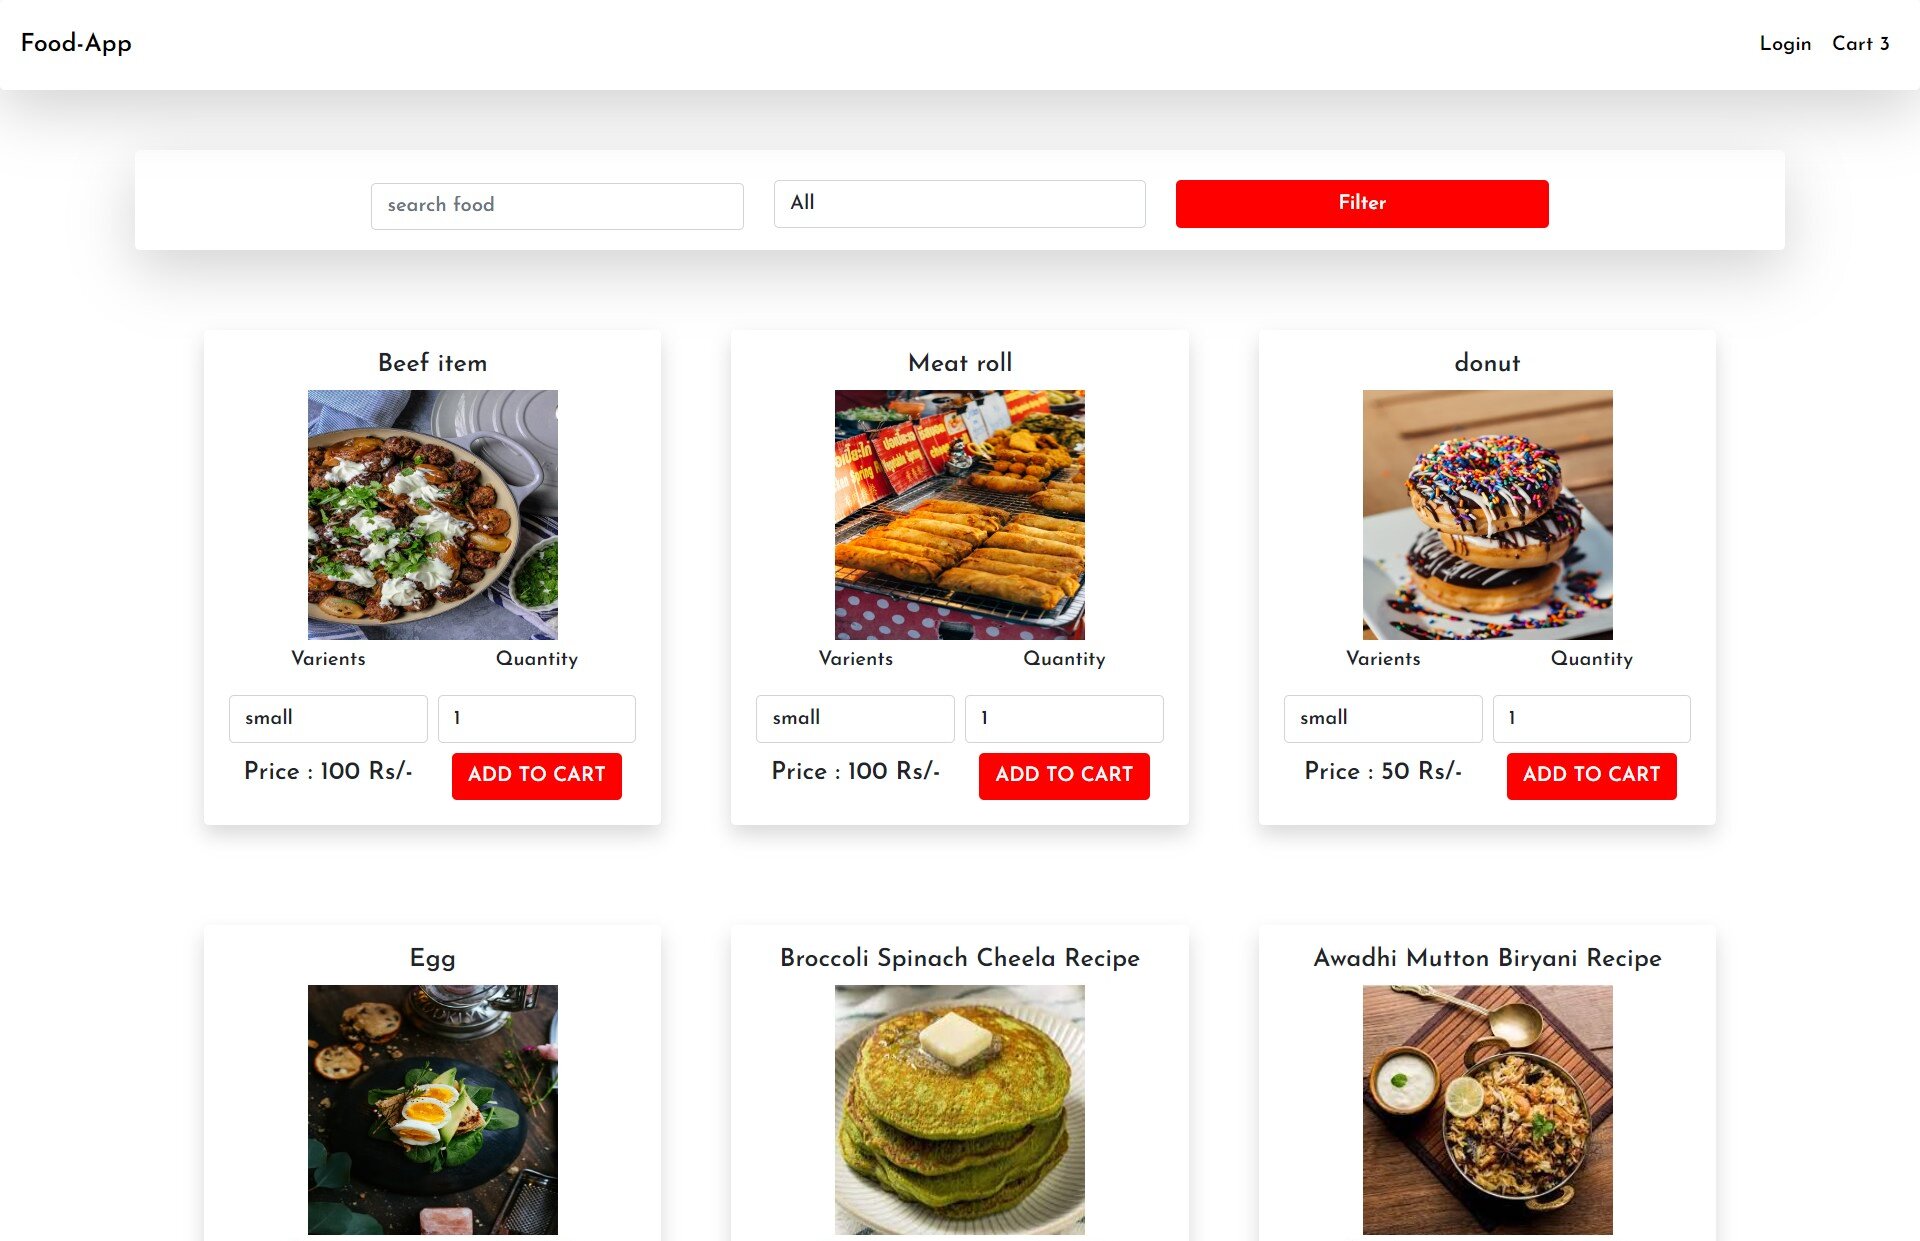 Food-App
Login Cart 3
search food
All
Filter
Beef item
Varients Quantity
small 1
Price : 100 Rs/-
ADD TO CART
Meat roll
Varients Quantity
small 1
Price : 100 Rs/-
ADD TO CART
donut
Varients Quantity
small 1
Price : 50 Rs/-
ADD TO CART
Egg
Broccoli Spinach Cheela Recipe
Awadhi Mutton Biryani Recipe